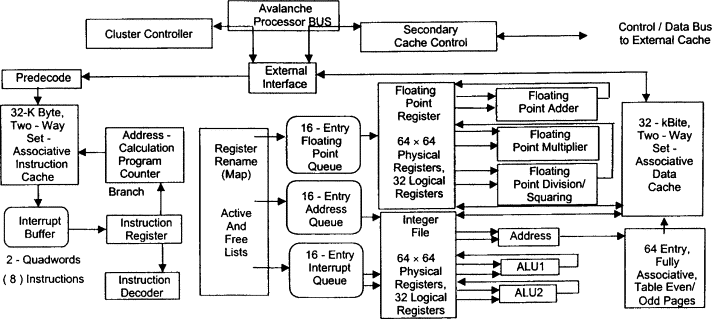 Avalanche
Processor BUS
Cluster Controller
Secondary
Cache Control
Control / Data Bus
to External Cache
Predecode
External
Interface
32-K Byte,
Two - Way
Set -
Associative
Instruction
Cache
Address -
Calculation
Program
Counter
Branch
Interrupt
Buffer
2 - Quadwords
( 8 ) Instructions
Instruction
Register
Instruction
Decoder
Register
Rename
(Map)
Active
And
Free
Lists
16 - Entry
Floating
Point
Queue
16 - Entry
Address
Queue
16 - Entry
Interrupt
Queue
Floating
Point
Register
64 × 64
Physical
Registers,
32 Logical
Registers
Integer
File
64 × 64
Physical
Registers,
32 Logical
Registers
Floating
Point Adder
Floating
Point Multiplier
Floating
Point Division/
Squaring
Address
ALU1
ALU2
32 - kBite,
Two - Way
Set -
Associative
Data
Cache
64 Entry,
Fully
Associative,
Table Even/
Odd Pages